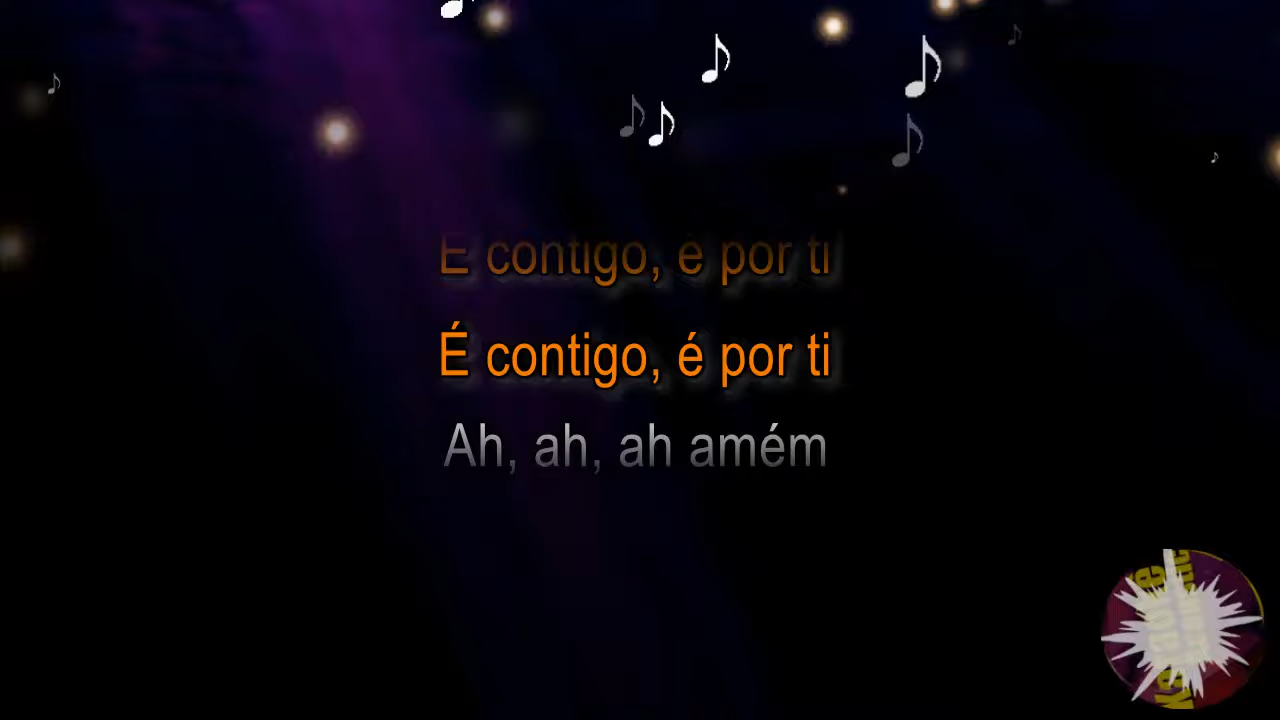 É contigo, é por ti
É contigo, é por ti
Ah, ah, ah amém